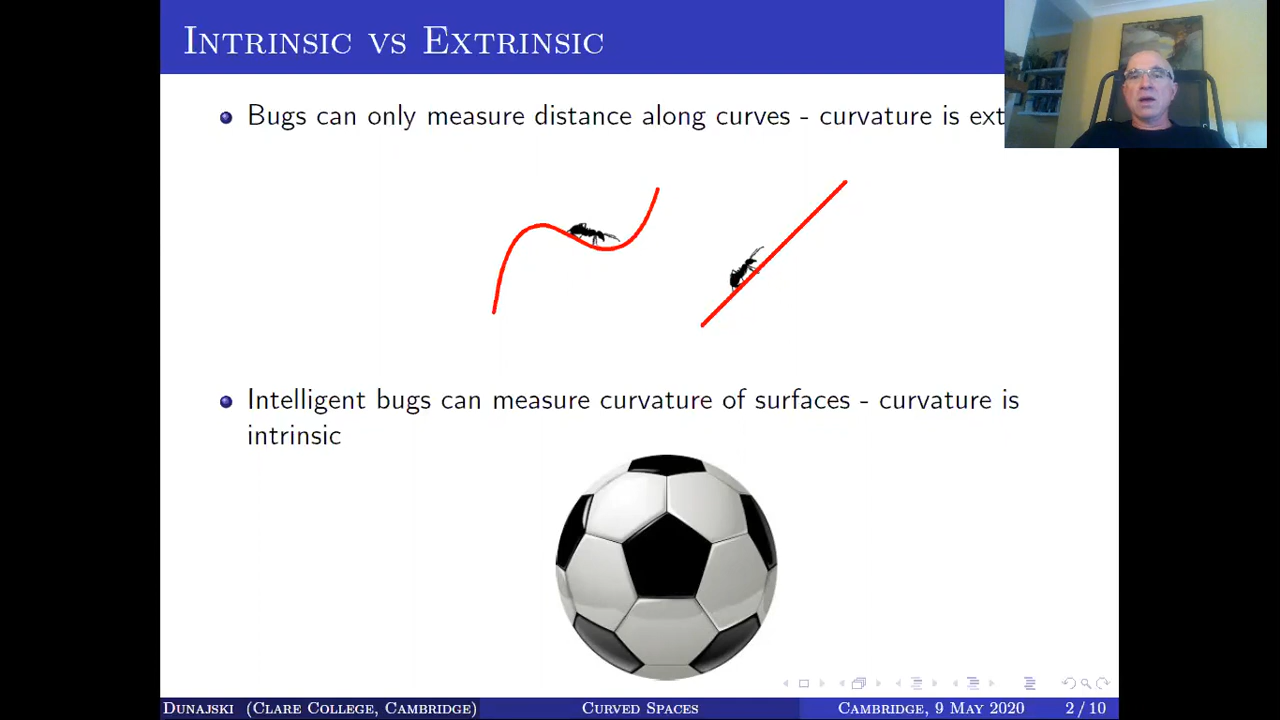 Intrinsic vs Extrinsic
Bugs can only measure distance along curves - curvature is ext
Intelligent bugs can measure curvature of surfaces - curvature is
intrinsic
Dunajski (Clare College, Cambridge) Curved Spaces Cambridge, 9 May 2020 2 / 10